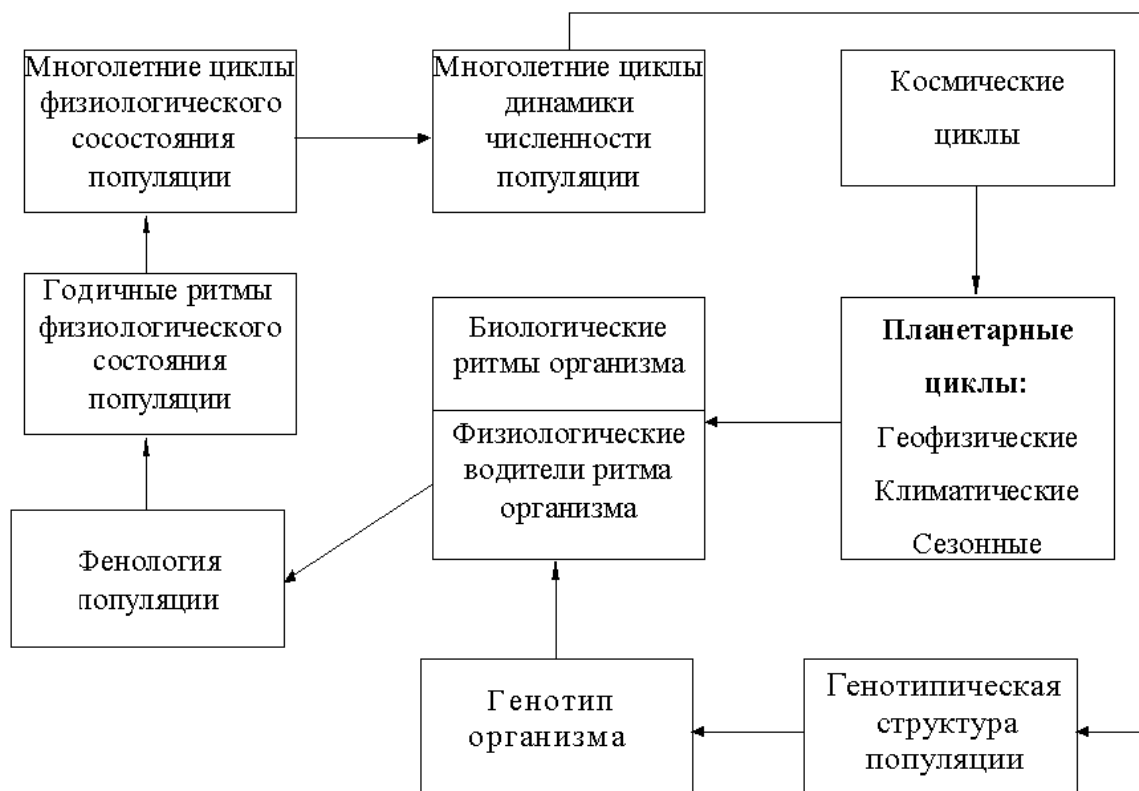 Многолетние циклы
физиологического
сосостояния
популяции
Многолетние циклы
динамики
численности
популяции
Космические
циклы
Годичные ритмы
физиологического
состояния
популяции
Биологические
ритмы организма
Физиологические
водители ритма
организма
Планетарные
циклы:
Геофизические
Климатические
Сезонные
Фенология
популяции
Генотип
организма
Генотипическая
структура
популяции